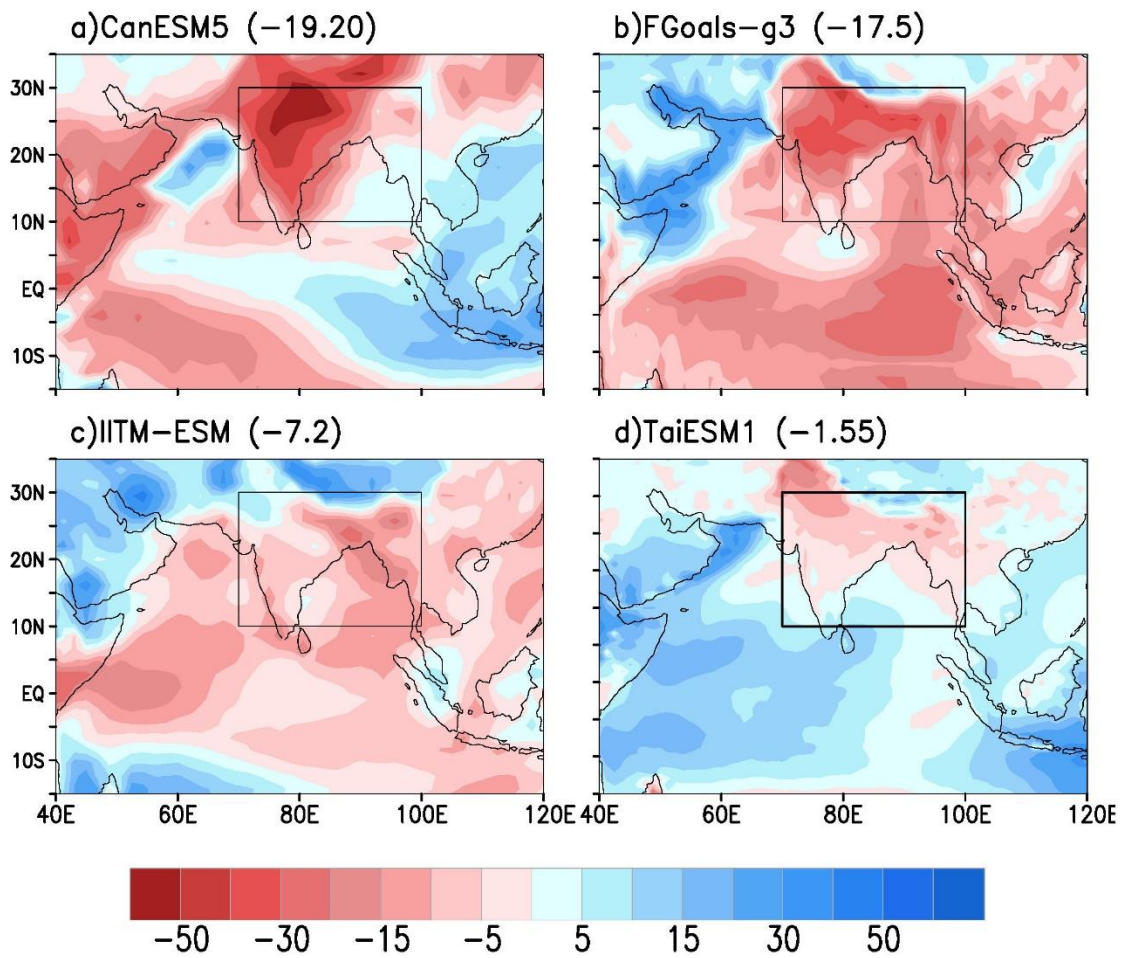 a)CanESM5 (−19.20)
b)FGoals−g3 (−17.5)
30N
20N
10N
EQ
10S
c)IITM−ESM (−7.2)
d)TaiESM1 (−1.55)
30N
20N
10N
EQ
10S
40E 60E 80E 100E 120E
40E 60E 80E 100E 120E
−50 −30 −15 −5 5 15 30 50